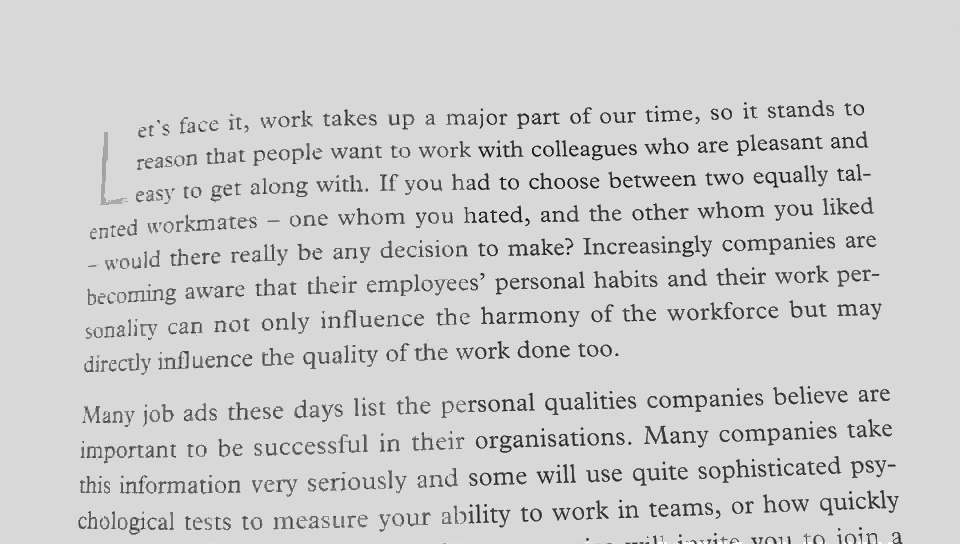 Let's face it, work takes up a major part of our time, so it stands to
reason that people want to work with colleagues who are pleasant and
easy to get along with. If you had to choose between two equally tal-
ented workmates – one whom you hated, and the other whom you liked
– would there really be any decision to make? Increasingly companies are
becoming aware that their employees' personal habits and their work per-
sonality can not only influence the harmony of the workforce but may
directly influence the quality of the work done too.
Many job ads these days list the personal qualities companies believe are
important to be successful in their organisations. Many companies take
this information very seriously and some will use quite sophisticated psy-
chological tests to measure your ability to work in teams, or how quickly
will invite you to join a